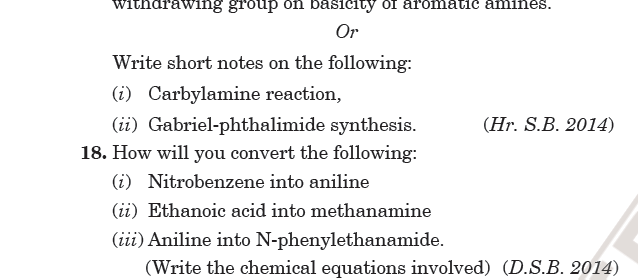 withdrawing group on basicity of aromatic amines.
Or
Write short notes on the following:
(i) Carbylamine reaction,
(ii) Gabriel-phthalimide synthesis. (Hr. S.B. 2014)
18. How will you convert the following:
(i) Nitrobenzene into aniline
(ii) Ethanoic acid into methanamine
(iii) Aniline into N-phenylethanamide.
(Write the chemical equations involved) (D.S.B. 2014)